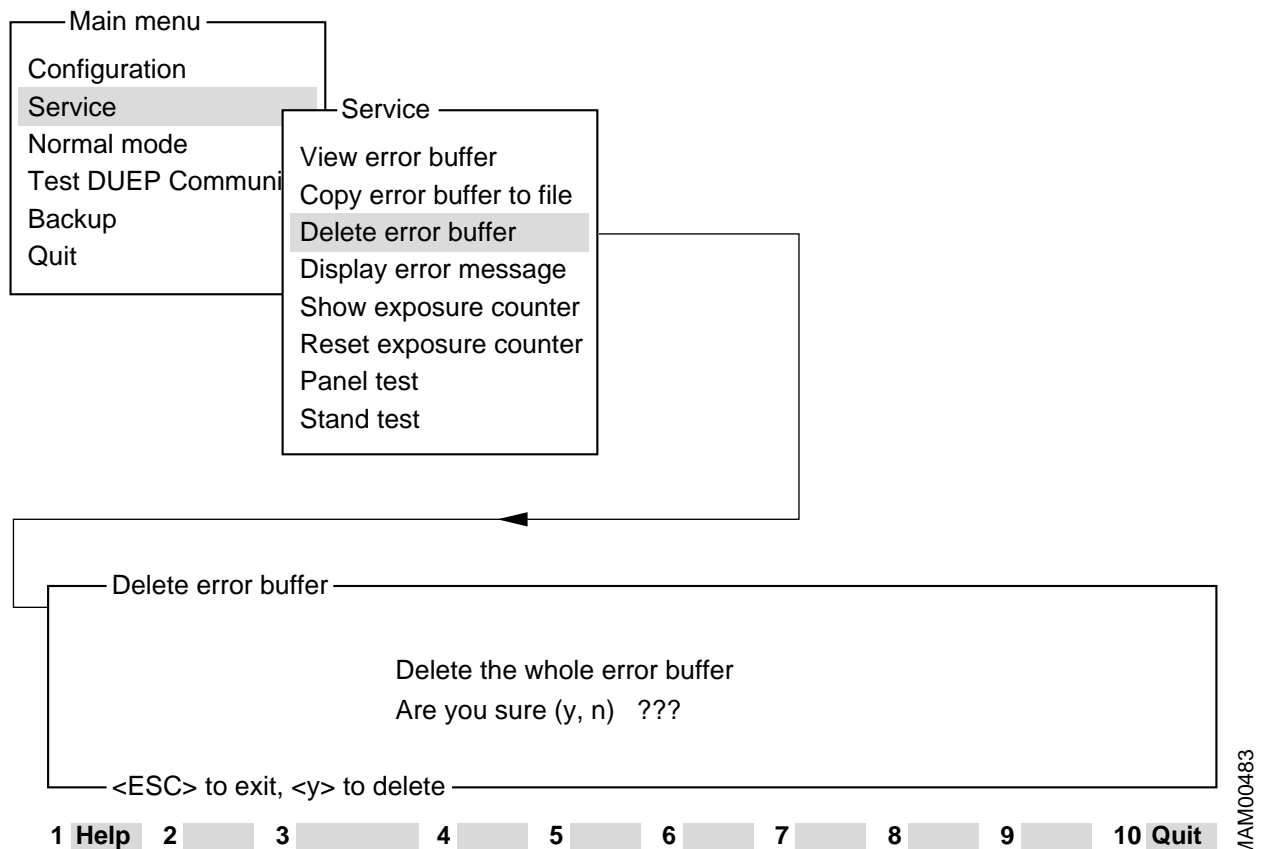 Main menu
Configuration
Service
Normal mode
Test DUEP Communi
Backup
Quit
Service
View error buffer
Copy error buffer to file
Delete error buffer
Display error message
Show exposure counter
Reset exposure counter
Panel test
Stand test
Delete error buffer
Delete the whole error buffer
Are you sure (y, n) ???
<ESC> to exit, <y> to delete
1 Help 2 3 4 5 6 7 8 9 10 Quit
MAM00483